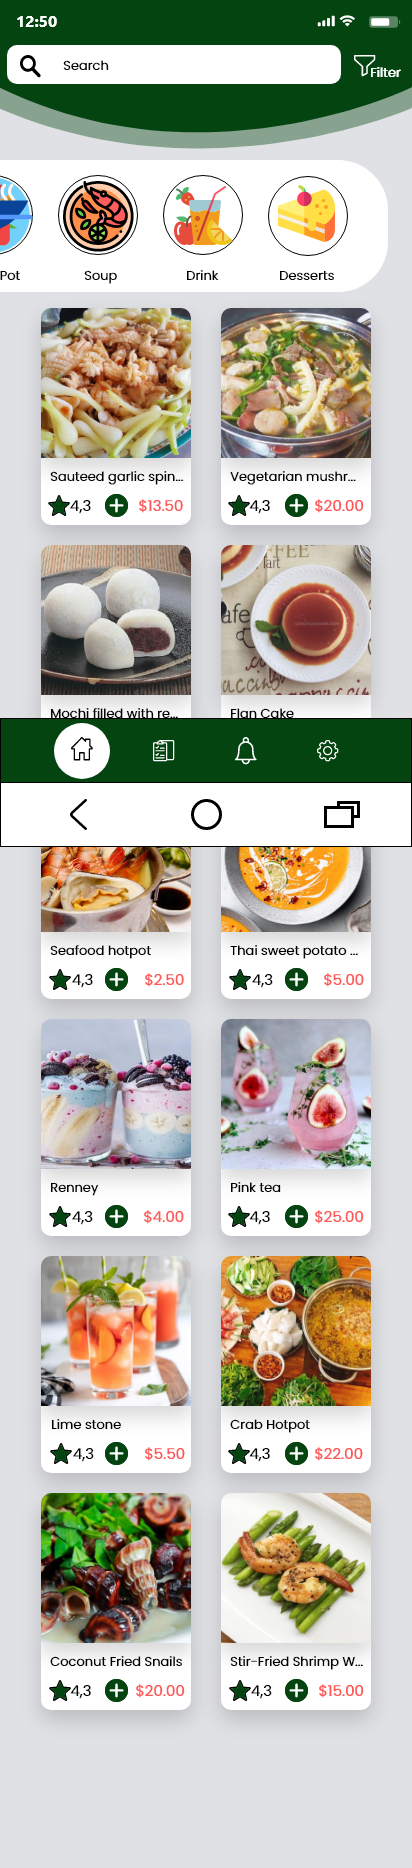 12:50
Search
Filter
Pot
Soup
Drink
Desserts
Sauteed garlic spin...
Vegetarian mushr...
4,3
$13.50
4,3
$20.00
Mochi filled with re...
Flan Cake
Seafood hotpot
Thai sweet potato ...
4,3
$2.50
4,3
$5.00
Renney
Pink tea
4,3
$4.00
4,3
$25.00
Lime stone
Crab Hotpot
4,3
$5.50
4,3
$22.00
Coconut Fried Snails
Stir-Fried Shrimp W...
4,3
$20.00
4,3
$15.00